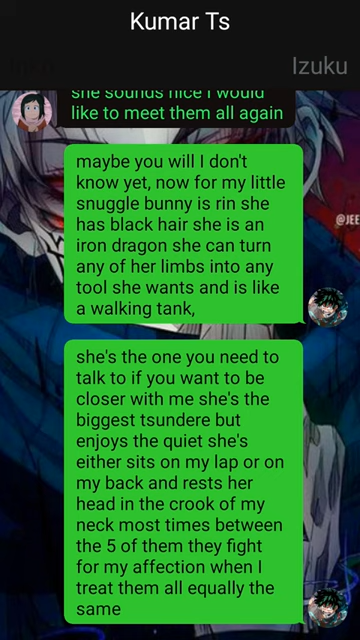 Kumar Ts
Izuku
she sounds nice I would
like to meet them all again
maybe you will I don't
know yet, now for my little
snuggle bunny is rin she
has black hair she is an
iron dragon she can turn
any of her limbs into any
tool she wants and is like
a walking tank,
@JEE
she's the one you need to
talk to if you want to be
closer with me she's the
biggest tsundere but
enjoys the quiet she's
either sits on my lap or on
my back and rests her
head in the crook of my
neck most times between
the 5 of them they fight
for my affection when I
treat them all equally the
same